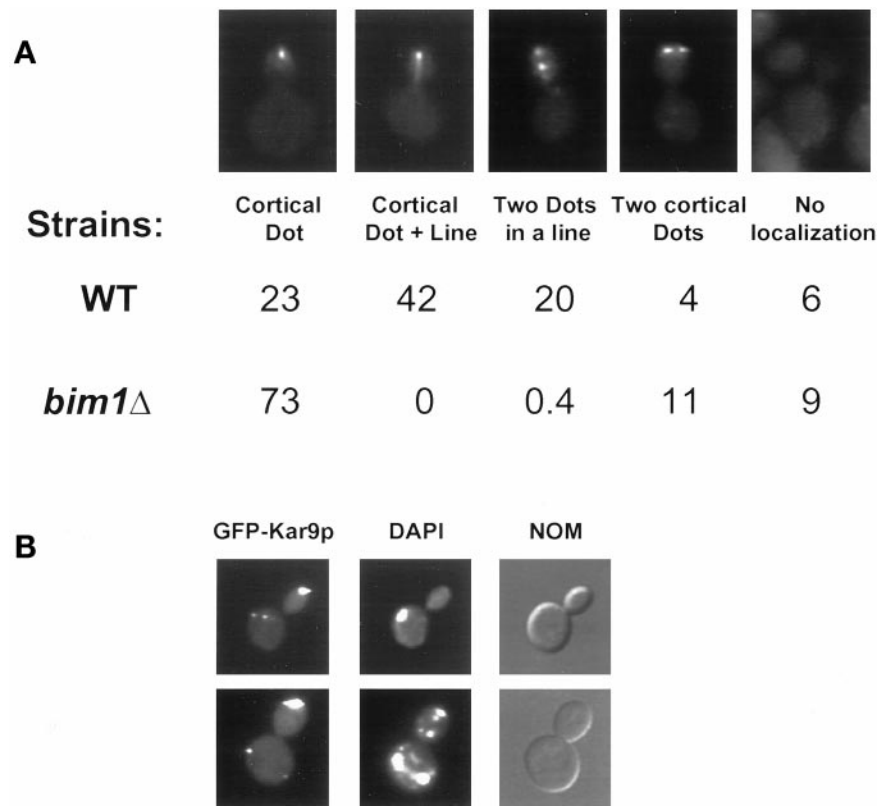 A
Cortical Dot
Cortical Dot + Line
Two Dots in a line
Two cortical Dots
No localization
Strains:
WT 23 42 20 4 6
bim1Δ 73 0 0.4 11 9
B
GFP-Kar9p DAPI NOM